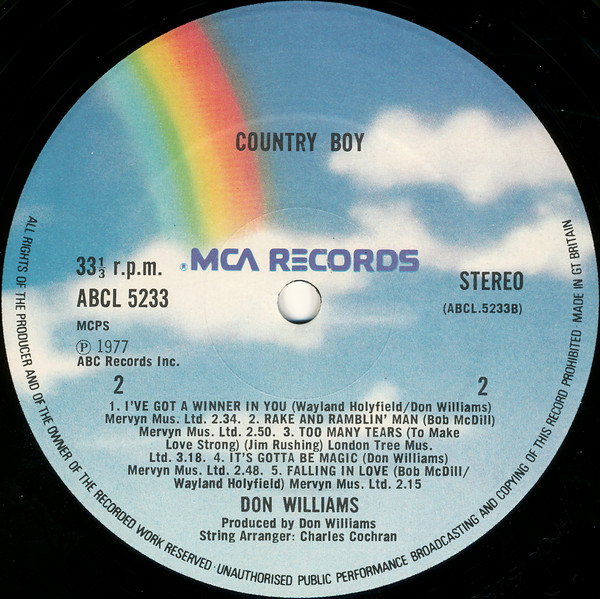 COUNTRY BOY
® MCA RECORDS
33⅓ r.p.m.
ABCL 5233
MCPS
Ⓟ 1977
ABC Records Inc.
STEREO
(ABCL.5233B)
2
2
1. I'VE GOT A WINNER IN YOU (Wayland Holyfield/Don Williams)
Mervyn Mus. Ltd. 2.34. 2. RAKE AND RAMBLIN' MAN (Bob McDill)
Mervyn Mus. Ltd. 2.50. 3. TOO MANY TEARS (To Make
Love Strong) (Jim Rushing) London Tree Mus.
Ltd. 3.18. 4. IT'S GOTTA BE MAGIC (Don Williams)
Mervyn Mus. Ltd. 2.48. 5. FALLING IN LOVE (Bob McDill/
Wayland Holyfield) Mervyn Mus. Ltd. 2.15
DON WILLIAMS
Produced by Don Williams
String Arranger: Charles Cochran
ALL RIGHTS OF THE PRODUCER AND OF THE OWNER OF THE RECORDED WORK RESERVED · UNAUTHORISED PUBLIC PERFORMANCE BROADCASTING AND COPYING OF THIS RECORD PROHIBITED · MADE IN GT BRITAIN